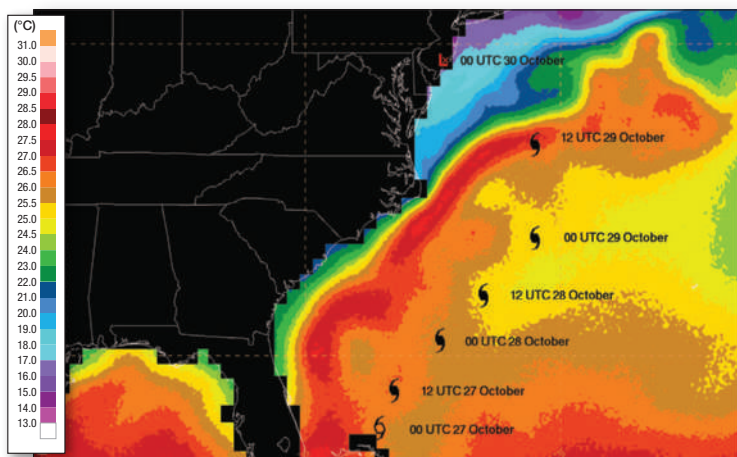 (°C)
31.0
30.0
29.5
29.0
28.5
28.0
27.5
27.0
26.5
26.0
25.5
25.0
24.5
24.0
23.0
22.0
21.0
20.0
19.0
18.0
17.0
16.0
15.0
14.0
13.0
L
00 UTC 30 October
12 UTC 29 October
00 UTC 29 October
12 UTC 28 October
00 UTC 28 October
12 UTC 27 October
00 UTC 27 October